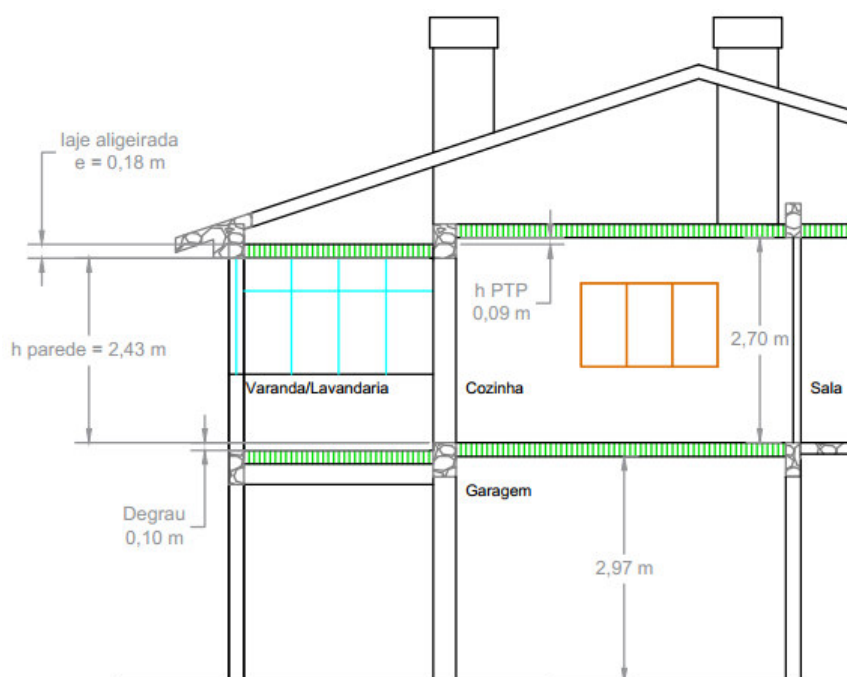 laje aligeirada
e = 0,18 m
h PTP
0,09 m
h parede = 2,43 m
2,70 m
Varanda/Lavandaria
Cozinha
Sala
Garagem
Degrau
0,10 m
2,97 m